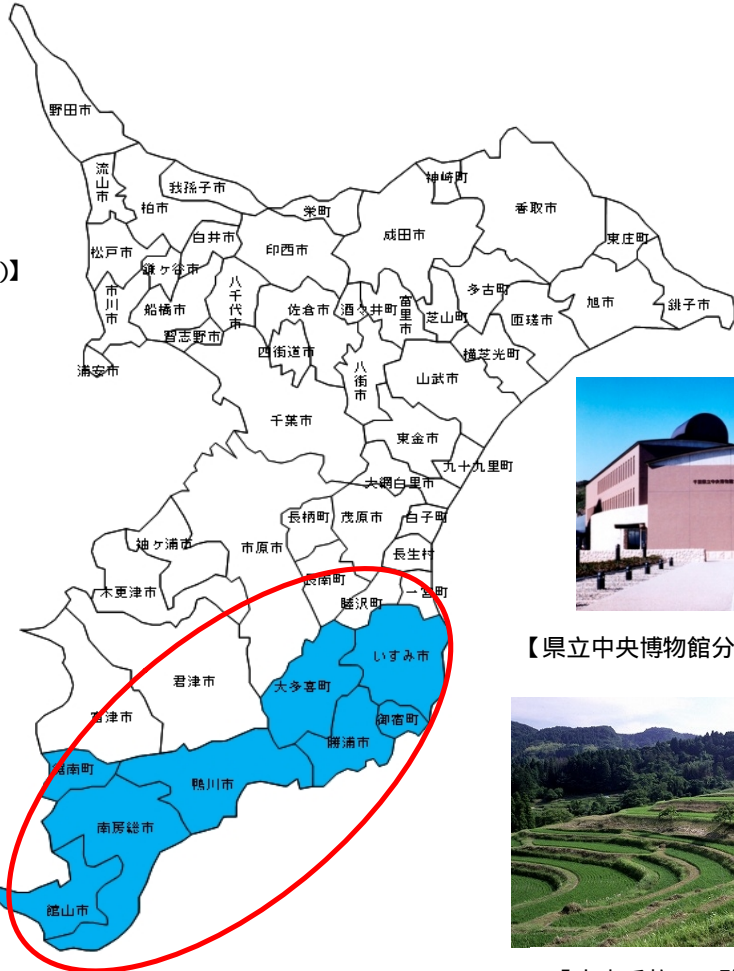 野田市
流山市
柏市
我孫子市
栄町
神崎町
成田市
香取市
東庄町
松戸市
鎌ヶ谷市
白井市
印西市
)】
市川市
船橋市
八千代市
佐倉市
酒々井町
富里市
芝山町
多古町
匝瑳市
旭市
銚子市
習志野市
四街道市
横芝光町
浦安市
八街市
山武市
千葉市
東金市
九十九里町
大網白里市
長柄町
茂原市
白子町
袖ヶ浦市
市原市
長生村
木更津市
長南町
睦沢町
一宮町
いすみ市
君津市
大多喜町
富津市
御宿町
勝浦市
鋸南町
鴨川市
南房総市
館山市
【県立中央博物館分